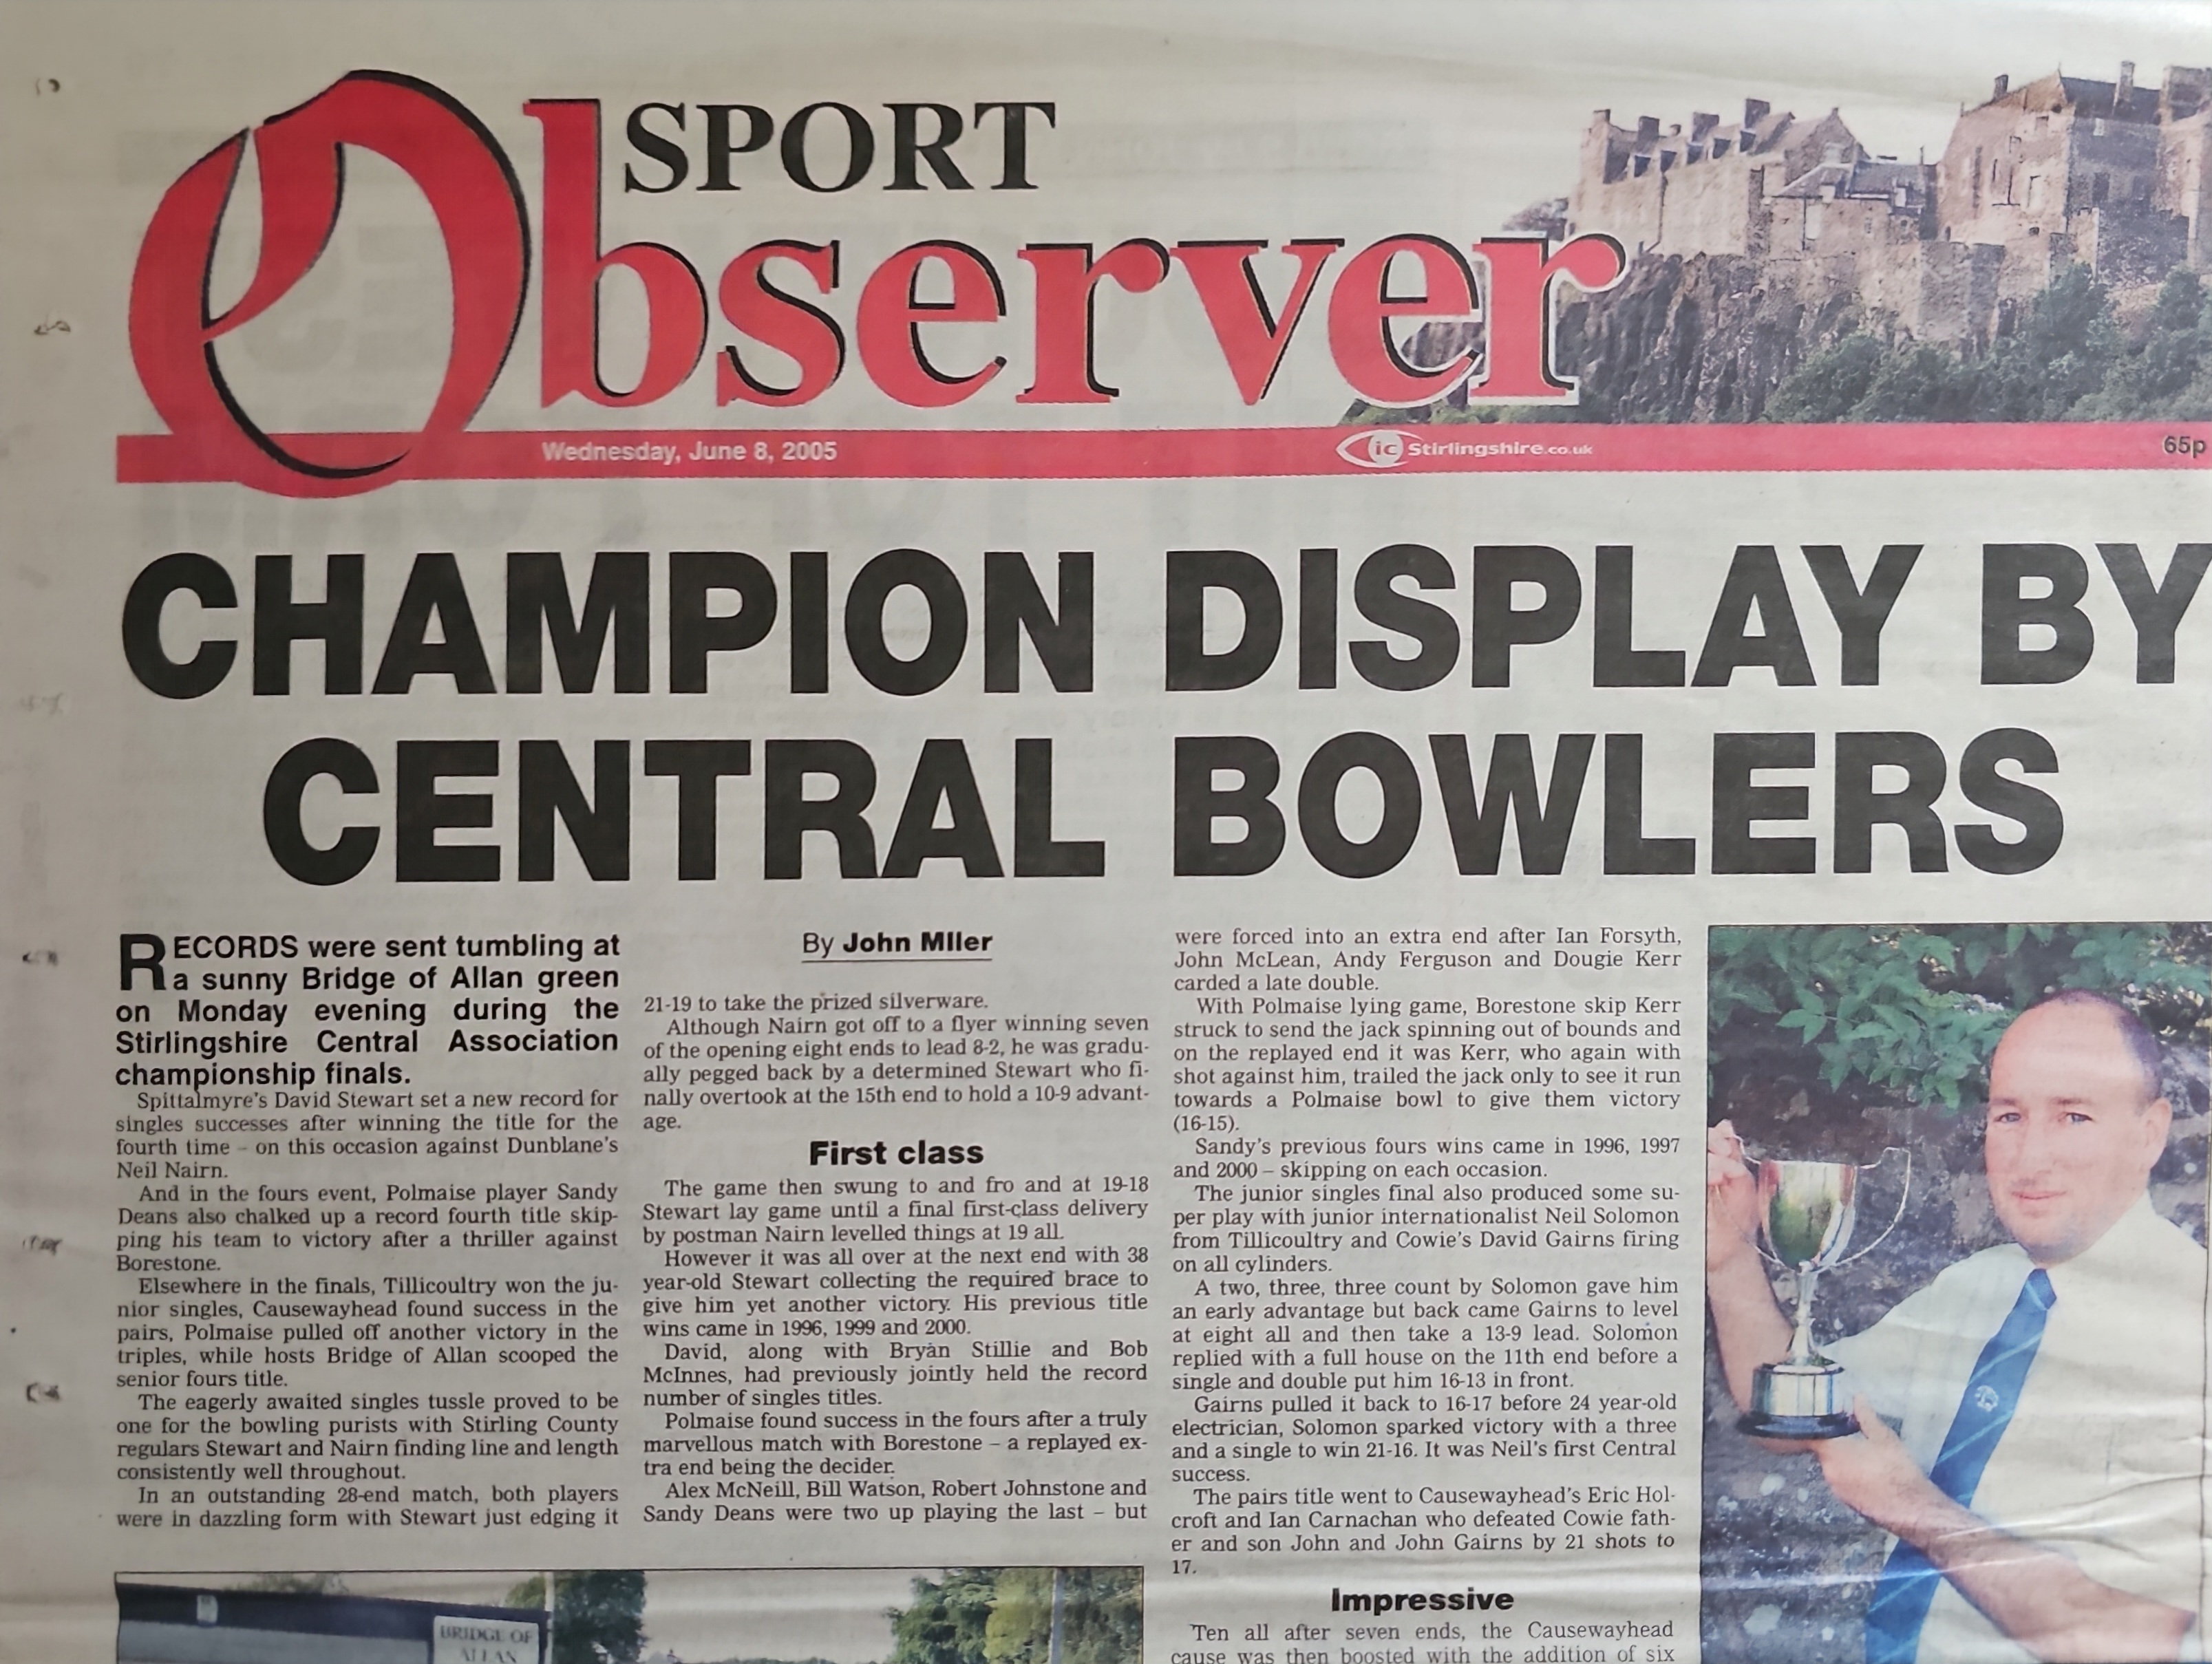 SPORT
Observer
Wednesday, June 8, 2005
ic Stirlingshire.co.uk
65p
CHAMPION DISPLAY BY
CENTRAL BOWLERS
RECORDS were sent tumbling at
a sunny Bridge of Allan green
on Monday evening during the
Stirlingshire Central Association
championship finals.
Spittalmyre's David Stewart set a new record for
singles successes after winning the title for the
fourth time – on this occasion against Dunblane's
Neil Nairn.
And in the fours event, Polmaise player Sandy
Deans also chalked up a record fourth title skip-
ping his team to victory after a thriller against
Borestone.
Elsewhere in the finals, Tillicoultry won the ju-
nior singles, Causewayhead found success in the
pairs, Polmaise pulled off another victory in the
triples, while hosts Bridge of Allan scooped the
senior fours title.
The eagerly awaited singles tussle proved to be
one for the bowling purists with Stirling County
regulars Stewart and Nairn finding line and length
consistently well throughout.
In an outstanding 28-end match, both players
were in dazzling form with Stewart just edging it
By John MIler
21-19 to take the prized silverware.
Although Nairn got off to a flyer winning seven
of the opening eight ends to lead 8-2, he was gradu-
ally pegged back by a determined Stewart who fi-
nally overtook at the 15th end to hold a 10-9 advant-
age.
First class
The game then swung to and fro and at 19-18
Stewart lay game until a final first-class delivery
by postman Nairn levelled things at 19 all.
However it was all over at the next end with 38
year-old Stewart collecting the required brace to
give him yet another victory. His previous title
wins came in 1996, 1999 and 2000.
David, along with Bryan Stillie and Bob
McInnes, had previously jointly held the record
number of singles titles.
Polmaise found success in the fours after a truly
marvellous match with Borestone – a replayed ex-
tra end being the decider.
Alex McNeill, Bill Watson, Robert Johnstone and
Sandy Deans were two up playing the last – but
were forced into an extra end after Ian Forsyth,
John McLean, Andy Ferguson and Dougie Kerr
carded a late double.
With Polmaise lying game, Borestone skip Kerr
struck to send the jack spinning out of bounds and
on the replayed end it was Kerr, who again with
shot against him, trailed the jack only to see it run
towards a Polmaise bowl to give them victory
(16-15).
Sandy's previous fours wins came in 1996, 1997
and 2000 – skipping on each occasion.
The junior singles final also produced some su-
per play with junior internationalist Neil Solomon
from Tillicoultry and Cowie's David Gairns firing
on all cylinders.
A two, three, three count by Solomon gave him
an early advantage but back came Gairns to level
at eight all and then take a 13-9 lead. Solomon
replied with a full house on the 11th end before a
single and double put him 16-13 in front.
Gairns pulled it back to 16-17 before 24 year-old
electrician, Solomon sparked victory with a three
and a single to win 21-16. It was Neil's first Central
success.
The pairs title went to Causewayhead's Eric Hol-
croft and Ian Carnachan who defeated Cowie fath-
er and son John and John Gairns by 21 shots to
17.
Impressive
Ten all after seven ends, the Causewayhead
cause was then boosted with the addition of six
BRIDGE OF
ALLAN